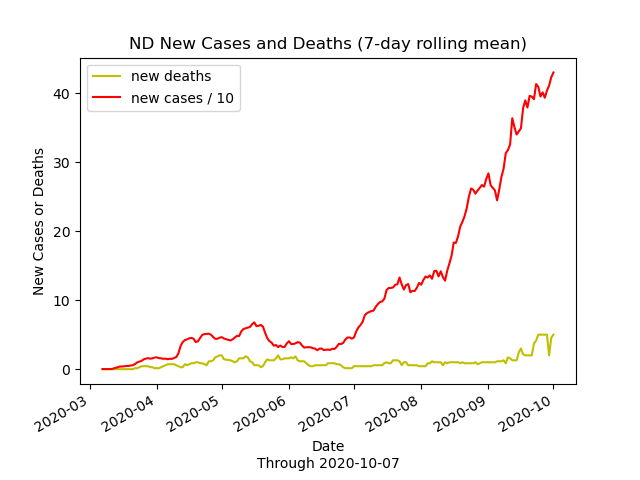 ND New Cases and Deaths (7-day rolling mean)
new deaths
new cases / 10
New Cases or Deaths
40
30
20
10
0
2020-03
2020-04
2020-05
2020-06
2020-07
2020-08
2020-09
2020-10
Date
Through 2020-10-07